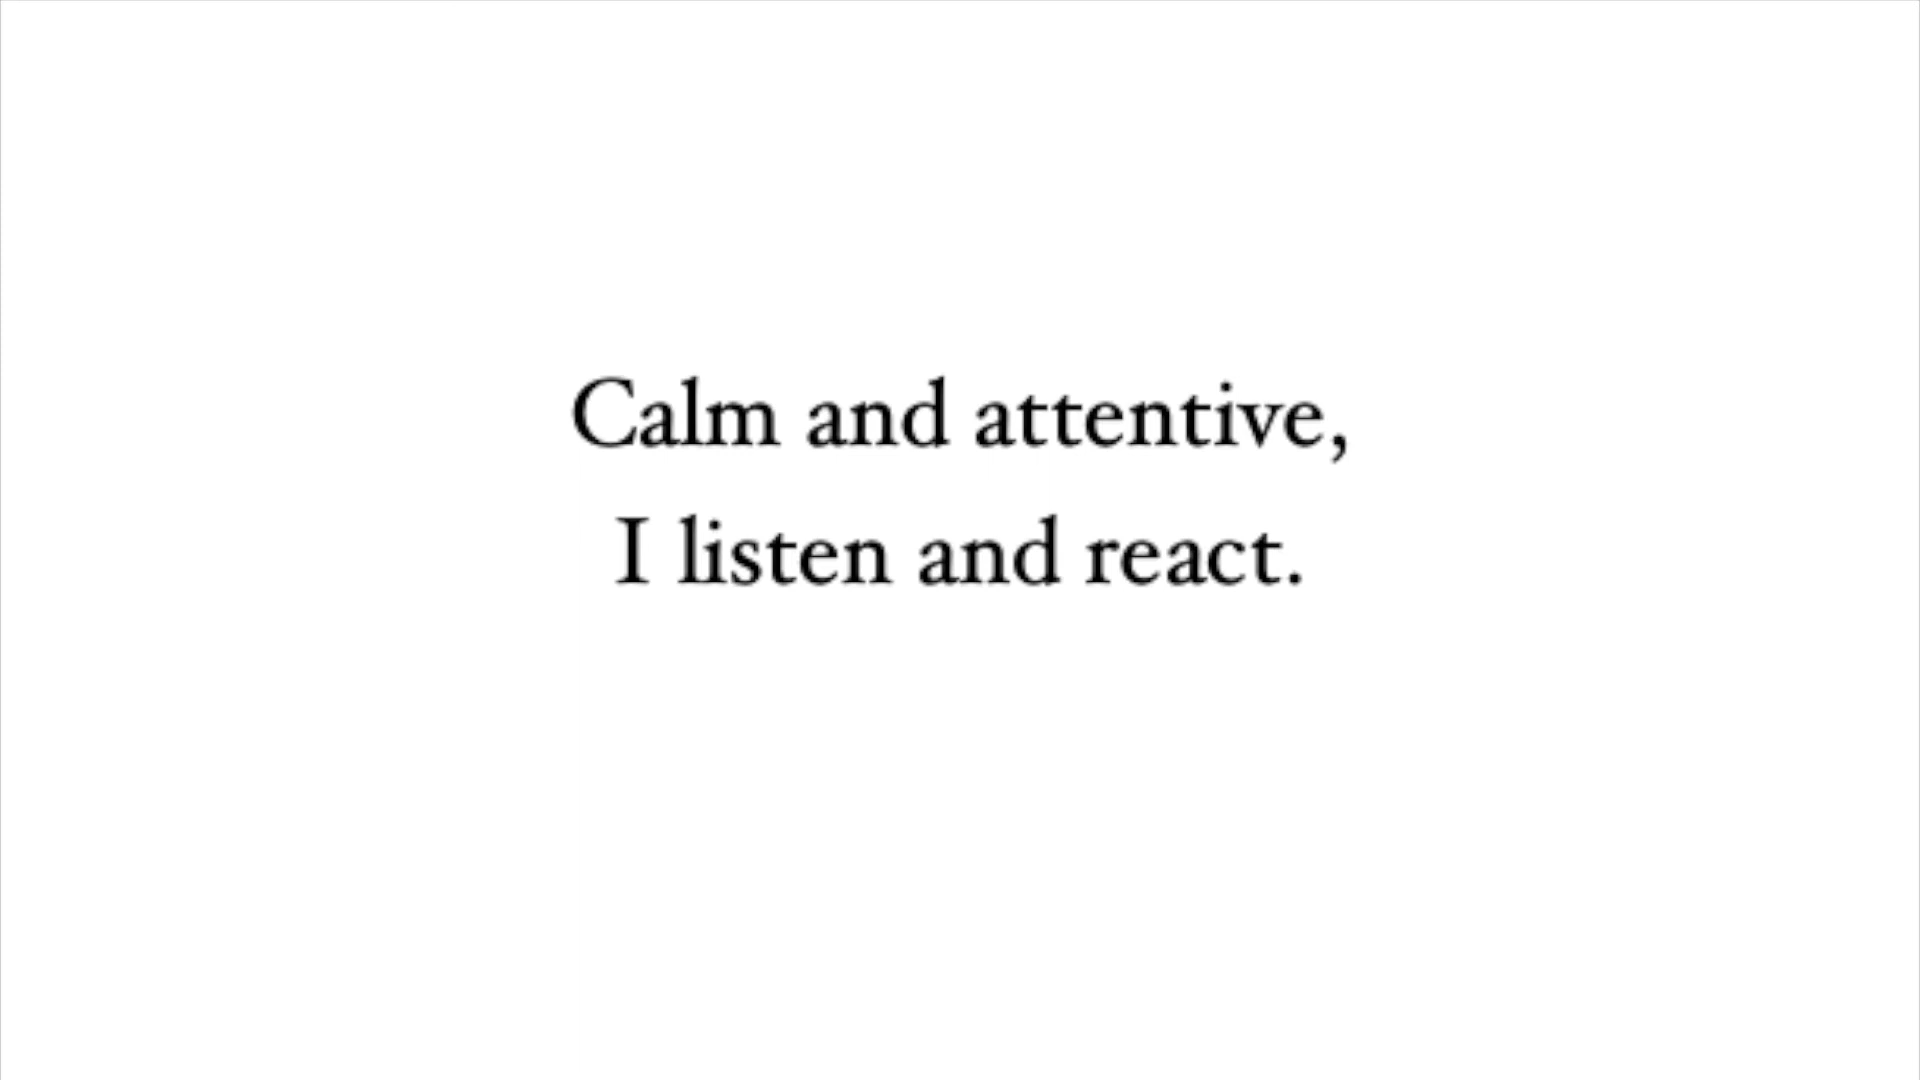 Calm and attentive,
I listen and react.